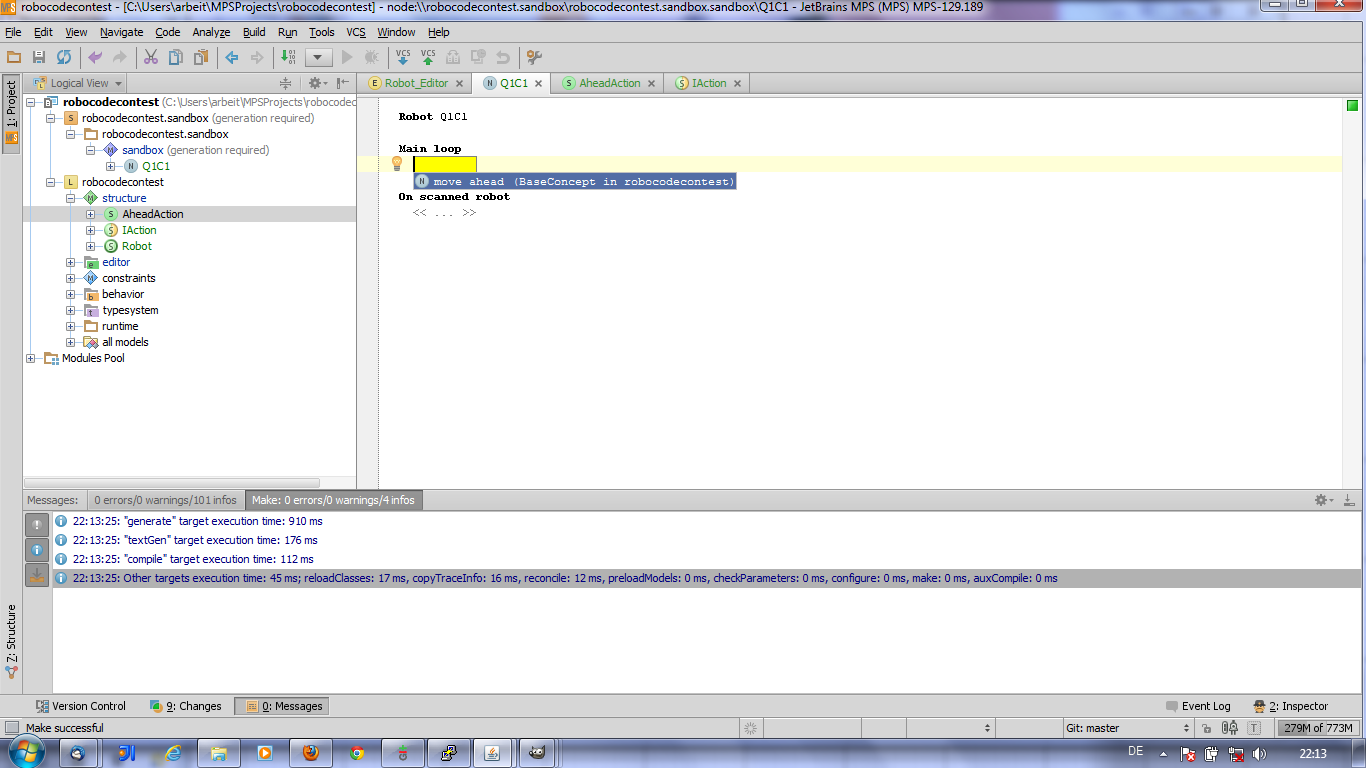 robocodecontest - [C:\Users\arbeit\MPSProjects\robocodecontest] - node:\\robocodecontest.sandbox\robocodecontest.sandbox.sandbox\Q1C1 - JetBrains MPS (MPS) MPS-129.189
File Edit View Navigate Code Analyze Build Run Tools VCS Window Help
VCS VCS
1: Project
Logical View
Robot_Editor Q1C1 AheadAction IAction
robocodecontest (C:\Users\arbeit\MPSProjects\robocodec
robocodecontest.sandbox (generation required)
robocodecontest.sandbox
sandbox (generation required)
Q1C1
robocodecontest
structure
AheadAction
IAction
Robot
editor
constraints
behavior
typesystem
runtime
all models
Modules Pool
Robot Q1C1
Main loop
move ahead (BaseConcept in robocodecontest)
On scanned robot
<< ... >>
Messages: 0 errors/0 warnings/101 infos Make: 0 errors/0 warnings/4 infos
22:13:25: "generate" target execution time: 910 ms
22:13:25: "textGen" target execution time: 176 ms
22:13:25: "compile" target execution time: 112 ms
22:13:25: Other targets execution time: 45 ms; reloadClasses: 17 ms, copyTraceInfo: 16 ms, reconcile: 12 ms, preloadModels: 0 ms, checkParameters: 0 ms, configure: 0 ms, make: 0 ms, auxCompile: 0 ms
Z: Structure
Version Control 9: Changes 0: Messages Event Log 2: Inspector
Make successful Git: master T 279M of 773M
DE 22:13